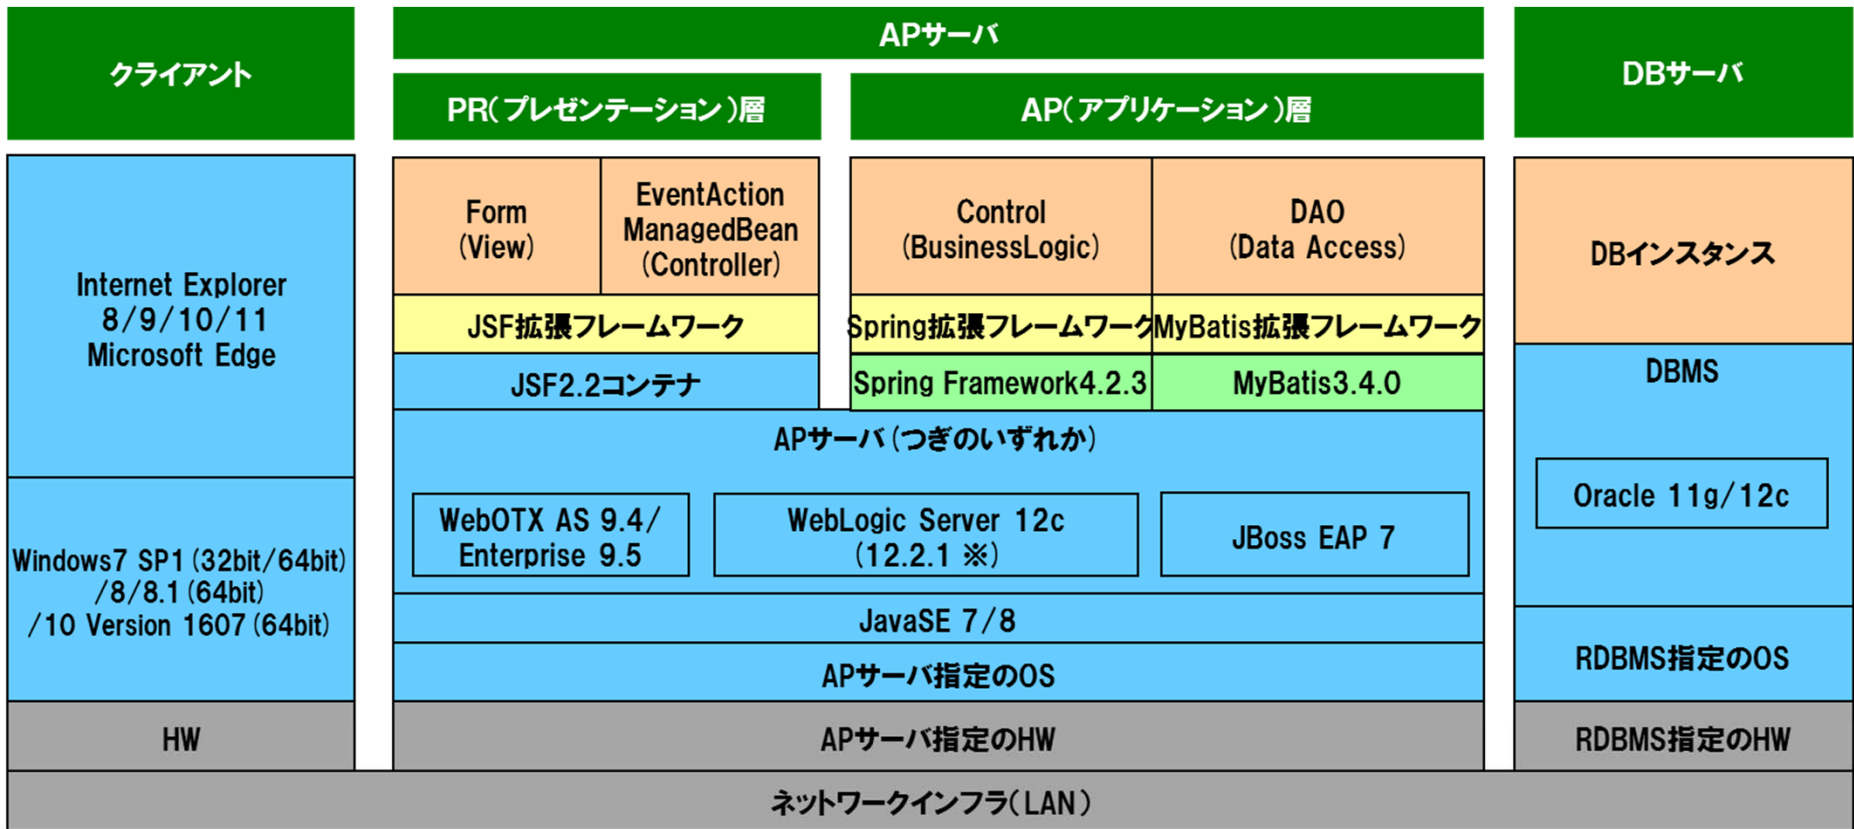 クライアント
APサーバ
DBサーバ
PR(プレゼンテーション)層
AP(アプリケーション)層
Internet Explorer
8/9/10/11
Microsoft Edge
Windows7 SP1(32bit/64bit)
/8/8.1(64bit)
/10 Version 1607(64bit)
HW
Form
(View)
EventAction
ManagedBean
(Controller)
JSF拡張フレームワーク
JSF2.2コンテナ
Control
(BusinessLogic)
DAO
(Data Access)
Spring拡張フレームワーク
MyBatis拡張フレームワーク
Spring Framework4.2.3
MyBatis3.4.0
APサーバ(つぎのいずれか)
WebOTX AS 9.4/
Enterprise 9.5
WebLogic Server 12c
(12.2.1 ※)
JBoss EAP 7
JavaSE 7/8
APサーバ指定のOS
APサーバ指定のHW
DBインスタンス
DBMS
Oracle 11g/12c
RDBMS指定のOS
RDBMS指定のHW
ネットワークインフラ(LAN)